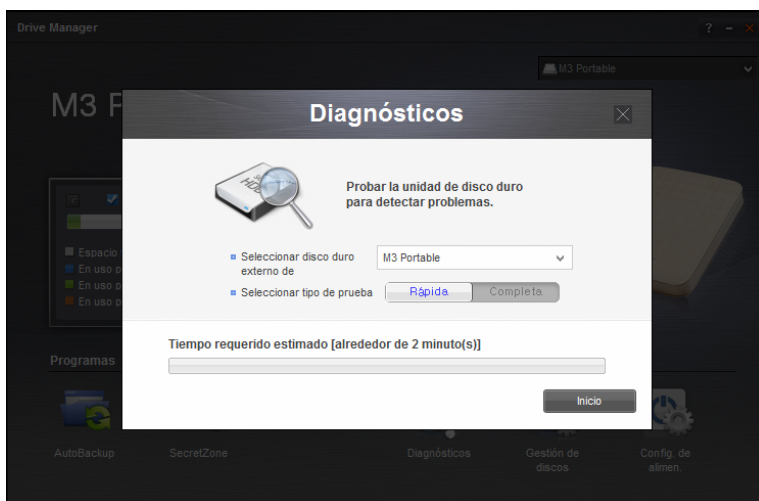 Drive Manager
? –
M3 Portable
M3 P
Diagnósticos
HDD
Probar la unidad de disco duro
para detectar problemas.
Espacio
En uso p
En uso p
En uso p
Seleccionar disco duro
externo de
M3 Portable
Seleccionar tipo de prueba
Rápida
Completa
Tiempo requerido estimado [alrededor de 2 minuto(s)]
Programas
Inicio
AutoBackup
SecretZone
Diagnósticos
Gestión de
discos
Config. de
alimen.